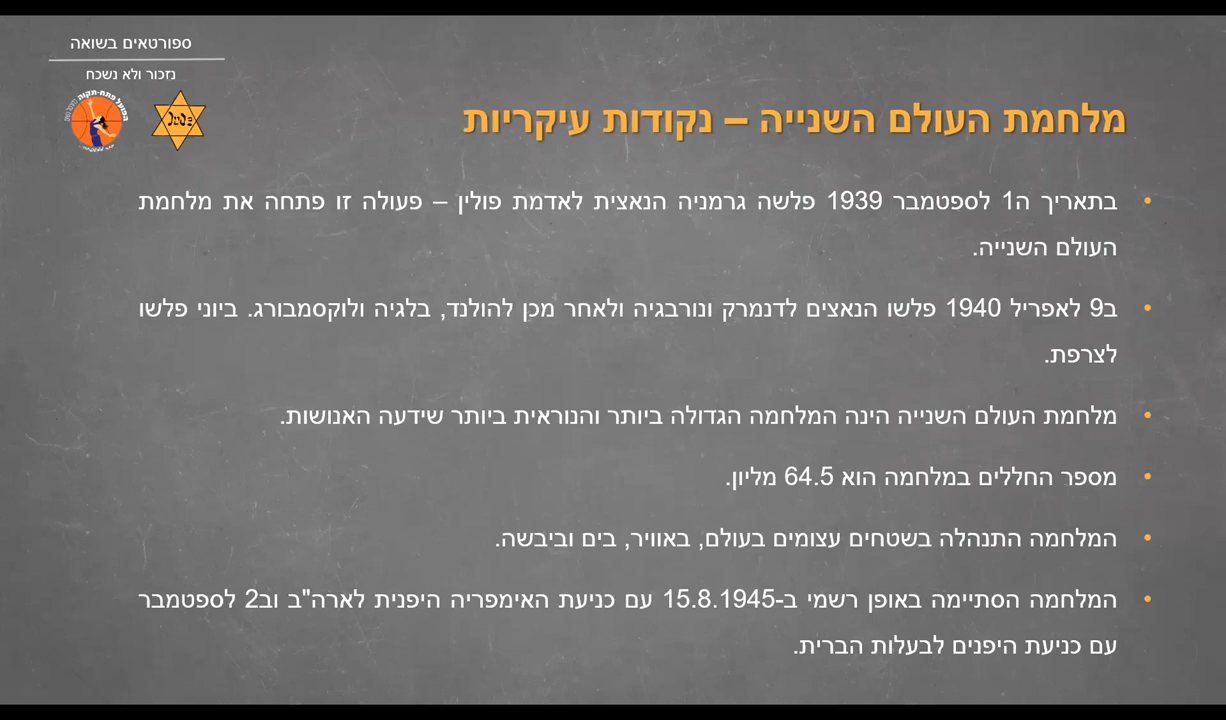 ספורטאים בשואה
נזכור ולא נשכח
הפועל פתח-תקוה
Jude
מלחמת העולם השנייה – נקודות עיקריות
בתאריך ה1 לספטמבר 1939 פלשה גרמניה הנאצית לאדמת פולין – פעולה זו פתחה את מלחמת
העולם השנייה.
ב9 לאפריל 1940 פלשו הנאצים לדנמרק ונורבגיה ולאחר מכן להולנד, בלגיה ולוקסמבורג. ביוני פלשו
לצרפת.
מלחמת העולם השנייה הינה המלחמה הגדולה ביותר והנוראית ביותר שידעה האנושות.
מספר החללים במלחמה הוא 64.5 מליון.
המלחמה התנהלה בשטחים עצומים בעולם, באוויר, בים וביבשה.
המלחמה הסתיימה באופן רשמי ב-15.8.1945 עם כניעת האימפריה היפנית לארה"ב וב2 לספטמבר
עם כניעת היפנים לבעלות הברית.